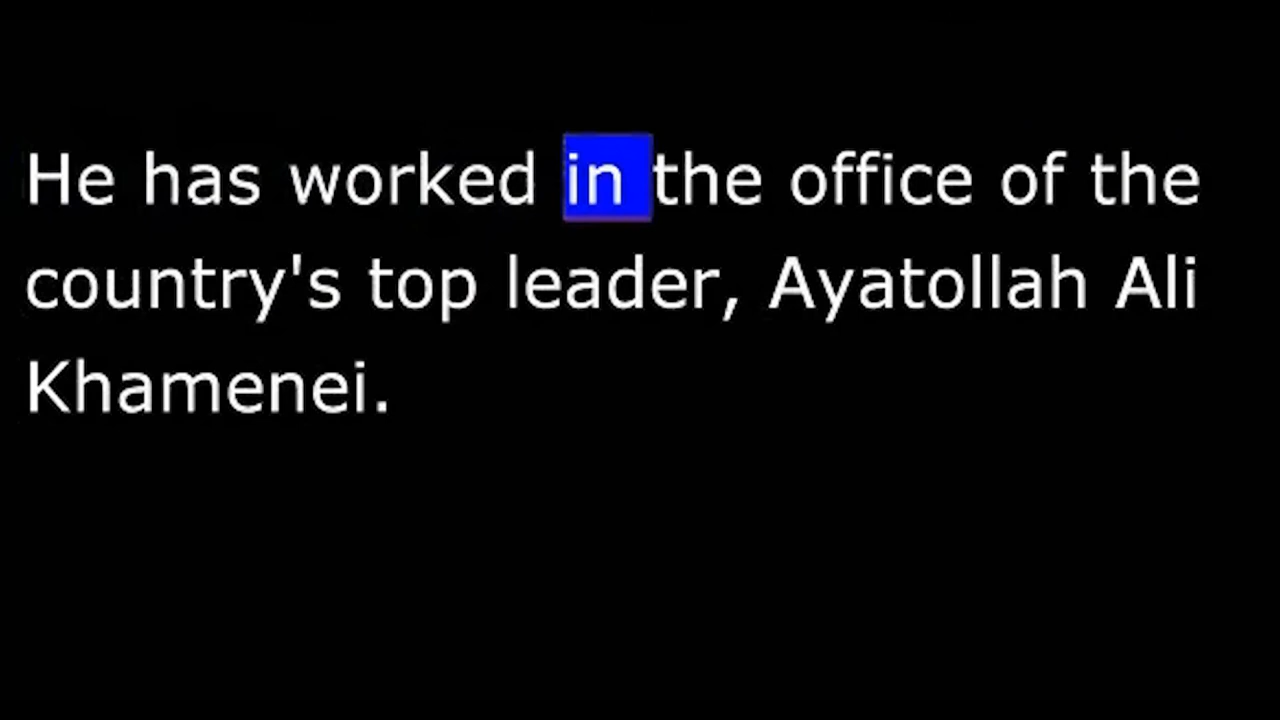 He has worked in the office of the
country's top leader, Ayatollah Ali
Khamenei.